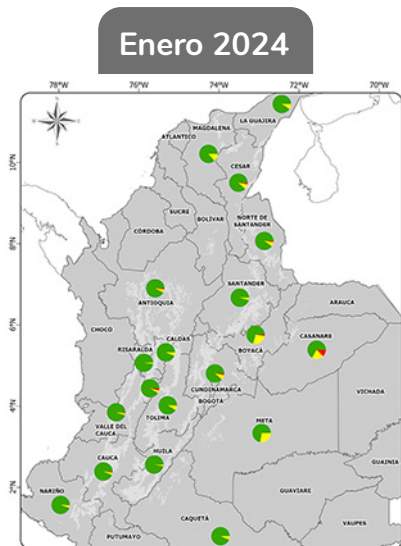 Enero 2024
78°W
76°W
74°W
72°W
70°W
10°N
8°N
6°N
4°N
2°N
LA GUAJIRA
MAGDALENA
ATLANTICO
CESAR
SUCRE
BOLÍVAR
NORTE DE
SANTANDER
CÓRDOBA
SANTANDER
ANTIOQUIA
ARAUCA
CHOCÓ
CALDAS
CASANARE
RISARALDA
BOYACÁ
CUNDINAMARCA
VICHADA
BOGOTÁ
TOLIMA
META
VALLE DEL
CAUCA
HUILA
CAUCA
GUAINIA
NARIÑO
GUAVIARE
CAQUETÁ
VAUPES
PUTUMAYO